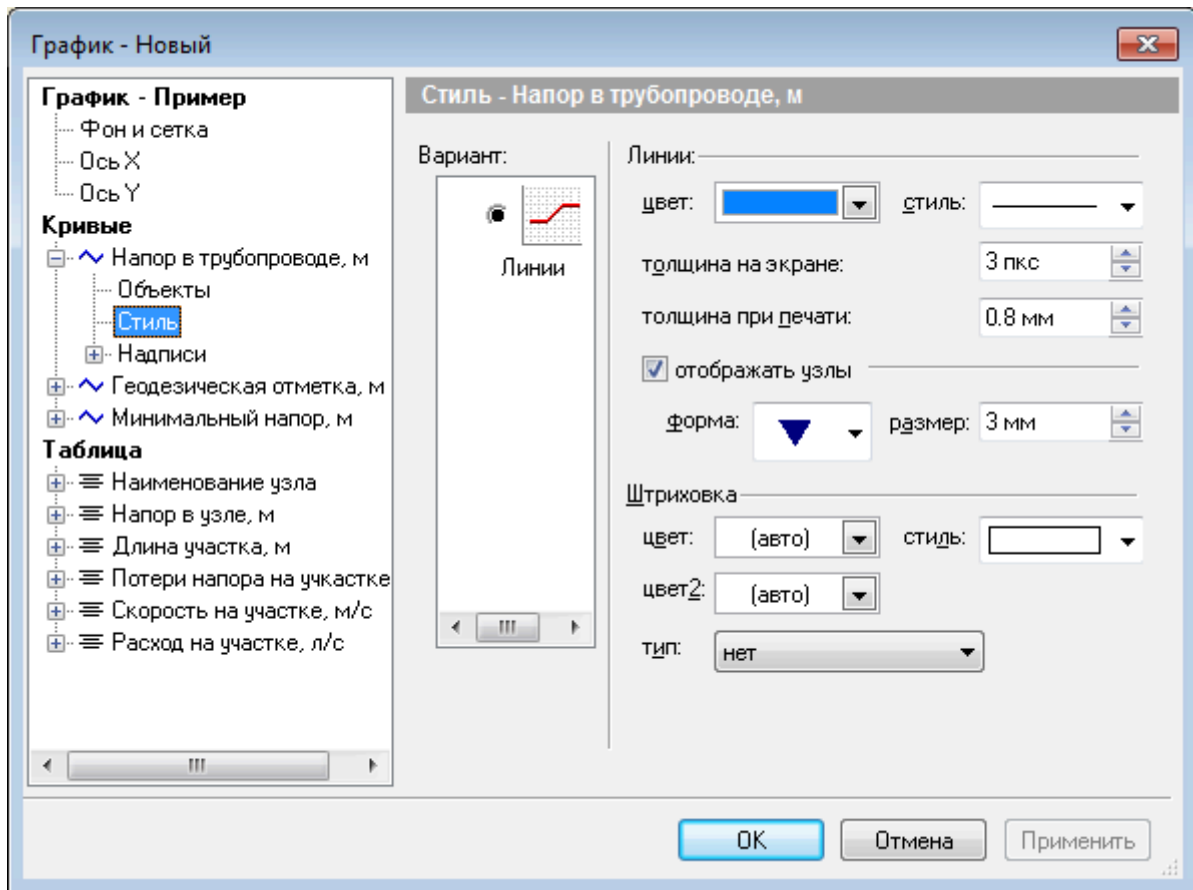 График - Новый
График - Пример
Фон и сетка
Ось X
Ось Y
Кривые
Напор в трубопроводе, м
Объекты
Стиль
Надписи
Геодезическая отметка, м
Минимальный напор, м
Таблица
Наименование узла
Напор в узле, м
Длина участка, м
Потери напора на учкастке
Скорость на участке, м/с
Расход на участке, л/с
Стиль - Напор в трубопроводе, м
Вариант:
Линии
Линии:
цвет:
стиль:
толщина на экране: 3 пкс
толщина при печати: 0.8 мм
отображать узлы
форма:
размер: 3 мм
Штриховка
цвет: (авто)
стиль:
цвет2: (авто)
тип: нет
OK
Отмена
Применить